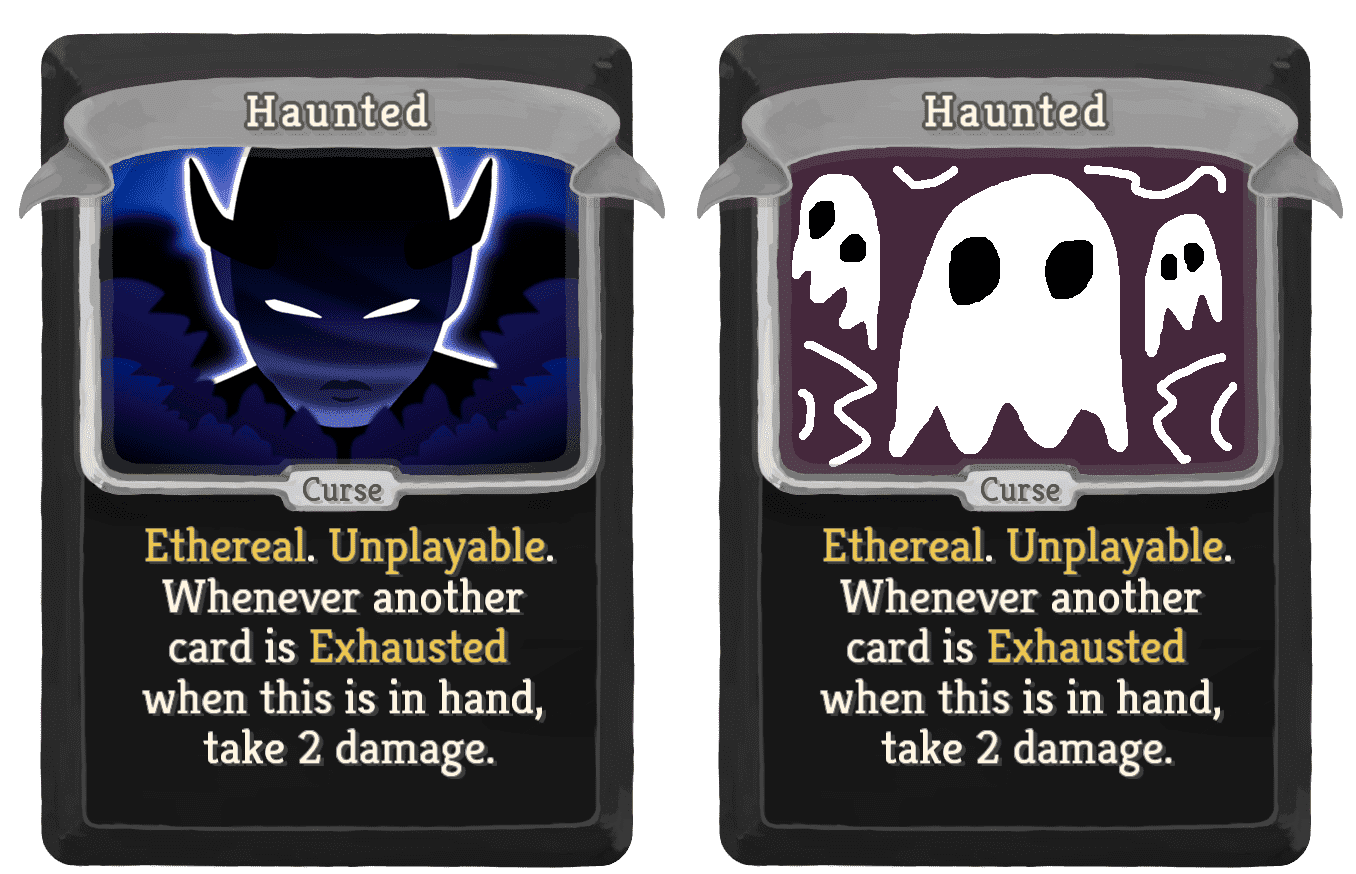 Haunted
Curse
Ethereal. Unplayable.
Whenever another
card is Exhausted
when this is in hand,
take 2 damage.
Haunted
Curse
Ethereal. Unplayable.
Whenever another
card is Exhausted
when this is in hand,
take 2 damage.